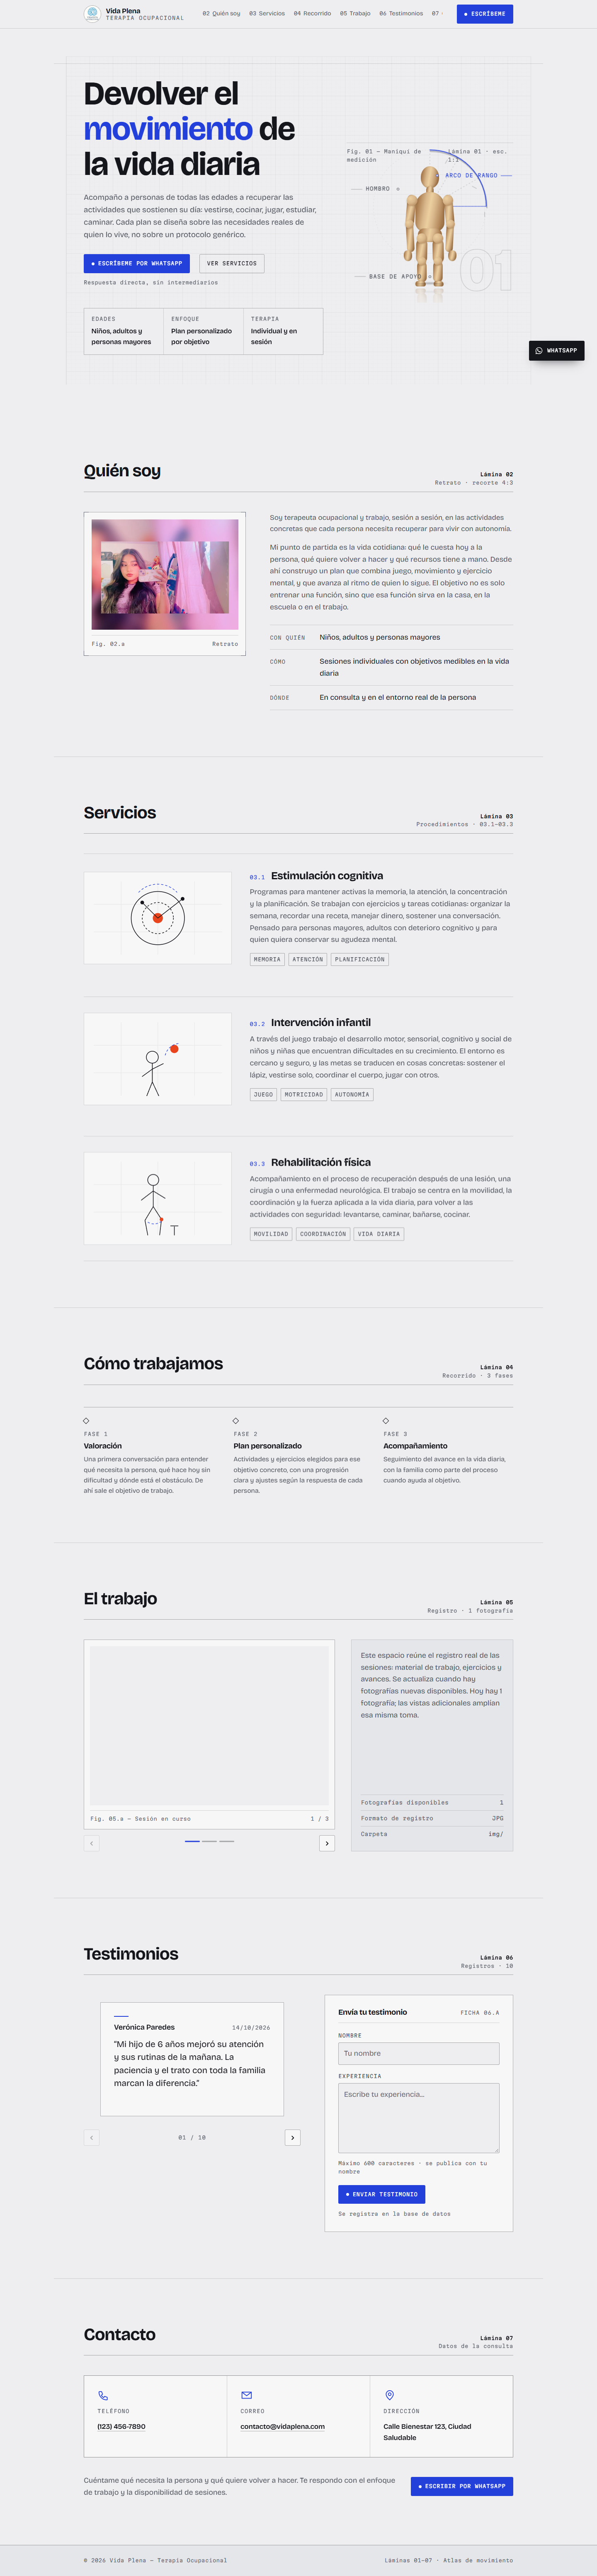 Vida Plena
TERAPIA OCUPACIONAL
02 Quién soy 03 Servicios 04 Recorrido 05 Trabajo 06 Testimonios 07 ·
ESCRÍBEME
Devolver el
movimiento de
la vida diaria
Acompaño a personas de todas las edades a recuperar las
actividades que sostienen su día: vestirse, cocinar, jugar, estudiar,
caminar. Cada plan se diseña sobre las necesidades reales de
quien lo vive, no sobre un protocolo genérico.
ESCRÍBEME POR WHATSAPP
VER SERVICIOS
Respuesta directa, sin intermediarios
EDADES
Niños, adultos y
personas mayores
ENFOQUE
Plan personalizado
por objetivo
TERAPIA
Individual y en
sesión
Fig. 01 — Maniquí de
medición
Lámina 01 · esc.
1:1
ARCO DE RANGO
HOMBRO
BASE DE APOYO
01
WHATSAPP
Quién soy
Lámina 02
Retrato · recorte 4:3
Fig. 02.a
Retrato
Soy terapeuta ocupacional y trabajo, sesión a sesión, en las actividades
concretas que cada persona necesita recuperar para vivir con autonomía.
Mi punto de partida es la vida cotidiana: qué le cuesta hoy a la
persona, qué quiere volver a hacer y qué recursos tiene a mano. Desde
ahí construyo un plan que combina juego, movimiento y ejercicio
mental, y que avanza al ritmo de quien lo sigue. El objetivo no es solo
entrenar una función, sino que esa función sirva en la casa, en la
escuela o en el trabajo.
CON QUIÉN
Niños, adultos y personas mayores
CÓMO
Sesiones individuales con objetivos medibles en la vida
diaria
DÓNDE
En consulta y en el entorno real de la persona
Servicios
Lámina 03
Procedimientos · 03.1—03.3
03.1 Estimulación cognitiva
Programas para mantener activas la memoria, la atención, la concentración
y la planificación. Se trabajan con ejercicios y tareas cotidianas: organizar la
semana, recordar una receta, manejar dinero, sostener una conversación.
Pensado para personas mayores, adultos con deterioro cognitivo y para
quien quiera conservar su agudeza mental.
MEMORIA ATENCIÓN PLANIFICACIÓN
03.2 Intervención infantil
A través del juego trabajo el desarrollo motor, sensorial, cognitivo y social de
niños y niñas que encuentran dificultades en su crecimiento. El entorno es
cercano y seguro, y las metas se traducen en cosas concretas: sostener el
lápiz, vestirse solo, coordinar el cuerpo, jugar con otros.
JUEGO MOTRICIDAD AUTONOMÍA
03.3 Rehabilitación física
Acompañamiento en el proceso de recuperación después de una lesión, una
cirugía o una enfermedad neurológica. El trabajo se centra en la movilidad, la
coordinación y la fuerza aplicada a la vida diaria, para volver a las
actividades con seguridad: levantarse, caminar, bañarse, cocinar.
MOVILIDAD COORDINACIÓN VIDA DIARIA
Cómo trabajamos
Lámina 04
Recorrido · 3 fases
FASE 1
Valoración
Una primera conversación para entender
qué necesita la persona, qué hace hoy sin
dificultad y dónde está el obstáculo. De
ahí sale el objetivo de trabajo.
FASE 2
Plan personalizado
Actividades y ejercicios elegidos para ese
objetivo concreto, con una progresión
clara y ajustes según la respuesta de cada
persona.
FASE 3
Acompañamiento
Seguimiento del avance en la vida diaria,
con la familia como parte del proceso
cuando ayuda al objetivo.
El trabajo
Lámina 05
Registro · 1 fotografía
Fig. 05.a — Sesión en curso
1 / 3
Este espacio reúne el registro real de las
sesiones: material de trabajo, ejercicios y
avances. Se actualiza cuando hay
fotografías nuevas disponibles. Hoy hay 1
fotografía; las vistas adicionales amplían
esa misma toma.
Fotografías disponibles 1
Formato de registro JPG
Carpeta img/
Testimonios
Lámina 06
Registros · 10
Verónica Paredes
14/10/2026
"Mi hijo de 6 años mejoró su atención
y sus rutinas de la mañana. La
paciencia y el trato con toda la familia
marcan la diferencia."
01 / 10
Envía tu testimonio
FICHA 06.A
NOMBRE
Tu nombre
EXPERIENCIA
Escribe tu experiencia...
Máximo 600 caracteres · se publica con tu
nombre
ENVIAR TESTIMONIO
Se registra en la base de datos
Contacto
Lámina 07
Datos de la consulta
TELÉFONO
(123) 456-7890
CORREO
contacto@vidaplena.com
DIRECCIÓN
Calle Bienestar 123, Ciudad
Saludable
Cuéntame qué necesita la persona y qué quiere volver a hacer. Te respondo con el enfoque
de trabajo y la disponibilidad de sesiones.
ESCRIBIR POR WHATSAPP
© 2026 Vida Plena — Terapia Ocupacional
Láminas 01—07 · Atlas de movimiento